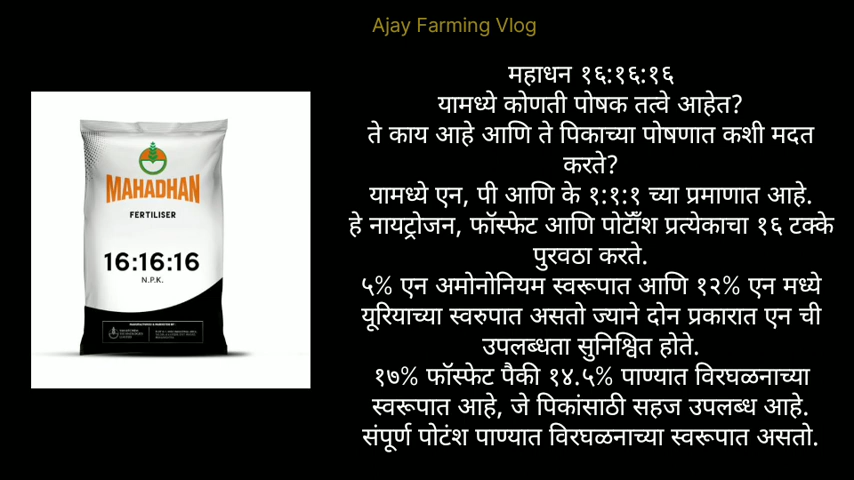 Ajay Farming Vlog
महाधन १६:१६:१६
यामध्ये कोणती पोषक तत्वे आहेत?
ते काय आहे आणि ते पिकाच्या पोषणात कशी मदत
करते?
यामध्ये एन, पी आणि के १:१:१ च्या प्रमाणात आहे.
हे नायट्रोजन, फॉस्फेट आणि पोटॅाँश प्रत्येकाचा १६ टक्के
पुरवठा करते.
५% एन अमोनोनियम स्वरूपात आणि १२% एन मध्ये
यूरियाच्या स्वरुपात असतो ज्याने दोन प्रकारात एन ची
उपलब्धता सुनिश्चित होते.
१७% फॉस्फेट पैकी १४.५% पाण्यात विरघळनाच्या
स्वरूपात आहे, जे पिकांसाठी सहज उपलब्ध आहे.
संपूर्ण पोटंश पाण्यात विरघळनाच्या स्वरूपात असतो.
MAHADHAN
FERTILISER
16:16:16
N.P.K.